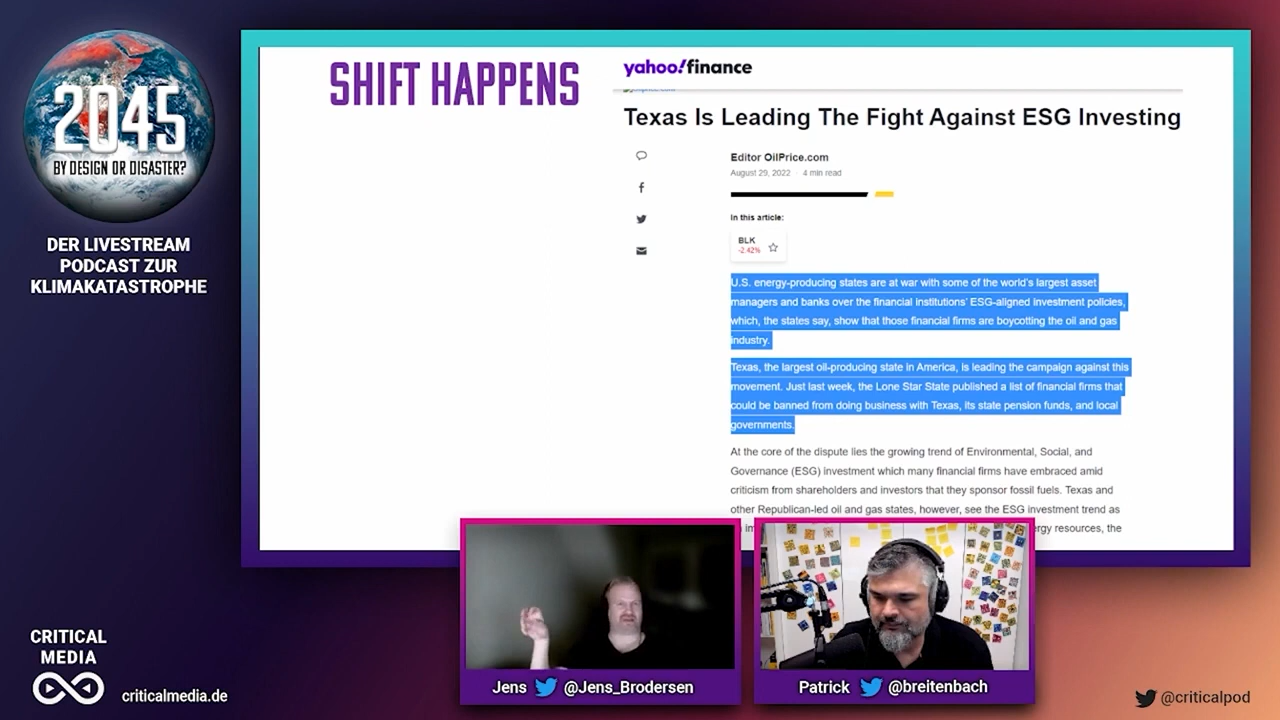 2045
BY DESIGN OR DISASTER?
DER LIVESTREAM
PODCAST ZUR
KLIMAKATASTROPHE
SHIFT HAPPENS
yahoo!finance
Texas Is Leading The Fight Against ESG Investing
Editor OilPrice.com
August 29, 2022 · 4 min read
In this article:
BLK
-2.42%
U.S. energy-producing states are at war with some of the world's largest asset
managers and banks over the financial institutions' ESG-aligned investment policies,
which, the states say, show that those financial firms are boycotting the oil and gas
industry.
Texas, the largest oil-producing state in America, is leading the campaign against this
movement. Just last week, the Lone Star State published a list of financial firms that
could be banned from doing business with Texas, its state pension funds, and local
governments.
At the core of the dispute lies the growing trend of Environmental, Social, and
Governance (ESG) investment which many financial firms have embraced amid
criticism from shareholders and investors that they sponsor fossil fuels. Texas and
other Republican-led oil and gas states, however, see the ESG investment trend as
resources, the
Jens @Jens_Brodersen
Patrick @breitenbach
CRITICAL
MEDIA
criticalmedia.de
@criticalpod